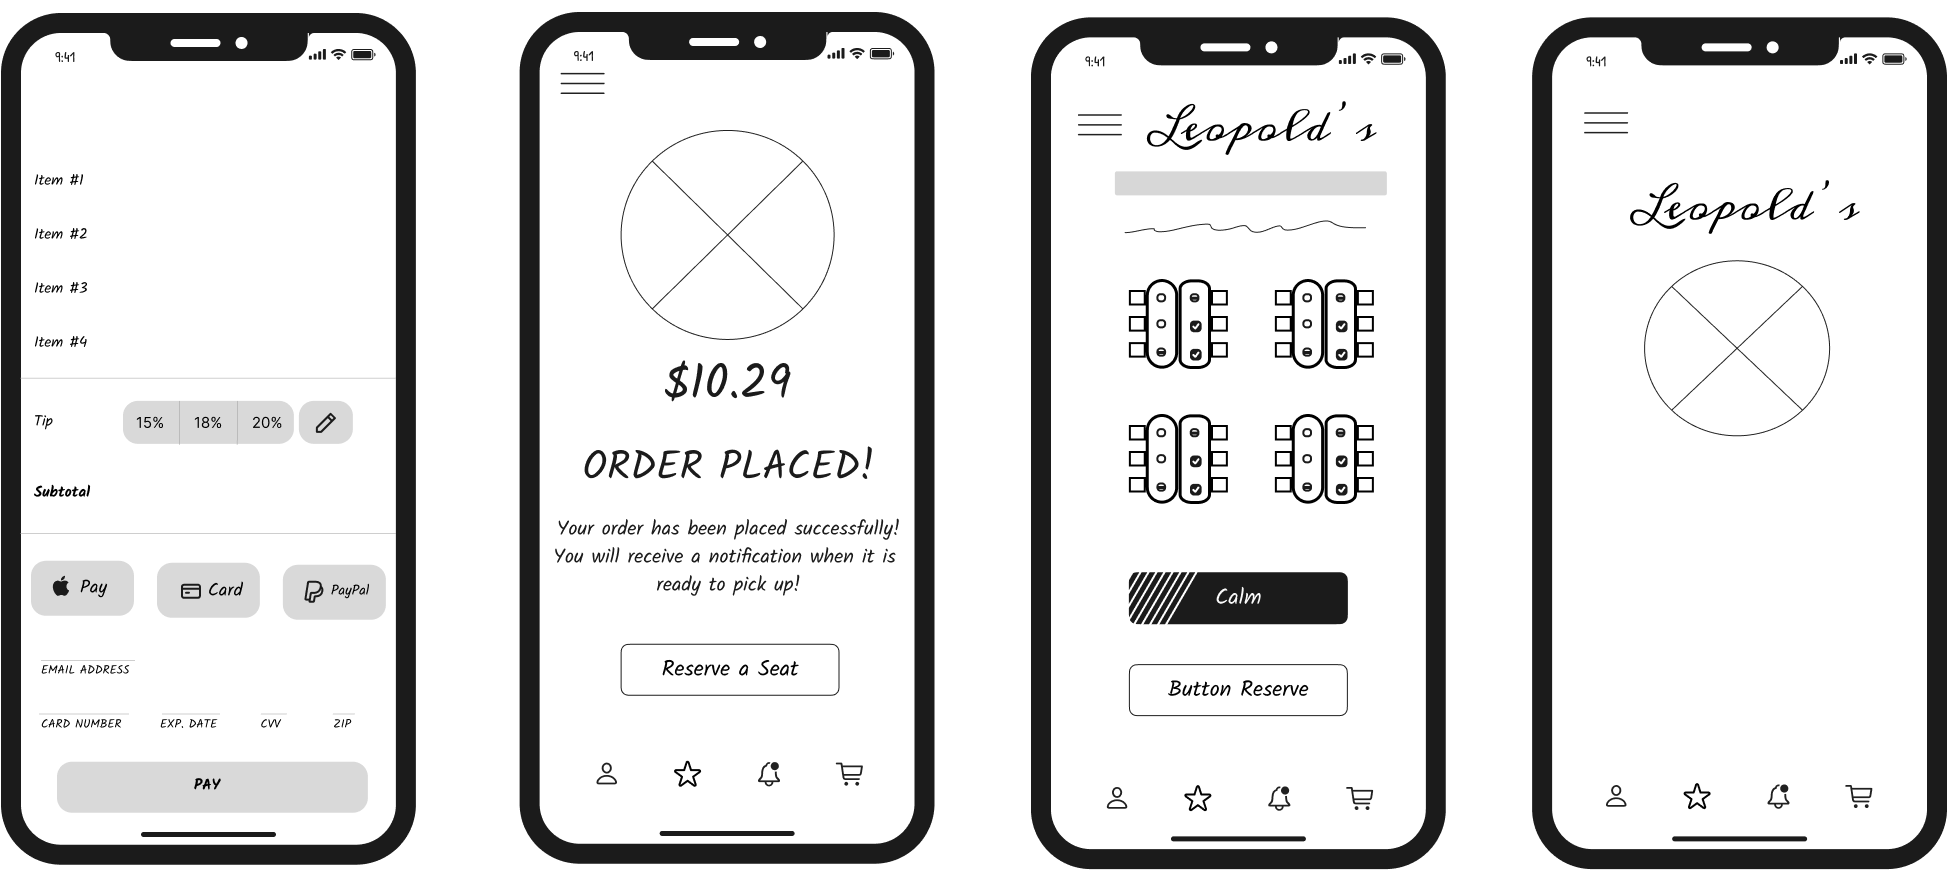 9:41
Item #1
Item #2
Item #3
Item #4
Tip
15% 18% 20%
Subtotal
Pay Card PayPal
EMAIL ADDRESS
CARD NUMBER EXP. DATE CVV ZIP
PAY
9:41
$10.29
ORDER PLACED!
Your order has been placed successfully!
You will receive a notification when it is
ready to pick up!
Reserve a Seat
9:41
Leopold's
Calm
Button Reserve
9:41
Leopold's